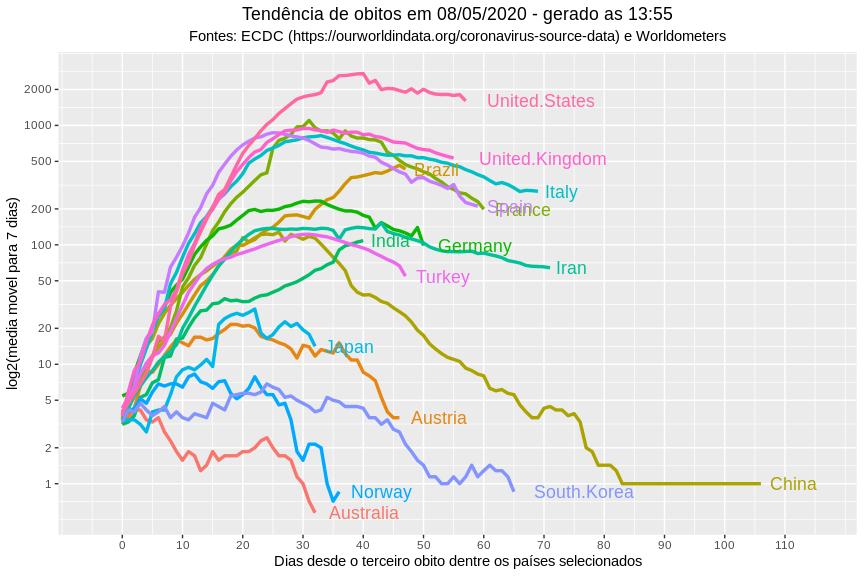 Tendência de obitos em 08/05/2020 - gerado as 13:55
Fontes: ECDC (https://ourworldindata.org/coronavirus-source-data) e Worldometers
log2(media movel para 7 dias)
2000
1000
500
200
100
50
20
10
5
2
1
United.States
United.Kingdom
Brazil
Italy
Spain
France
India
Germany
Iran
Turkey
Japan
Austria
China
Norway
South.Korea
Australia
0 10 20 30 40 50 60 70 80 90 100 110
Dias desde o terceiro obito dentre os países selecionados